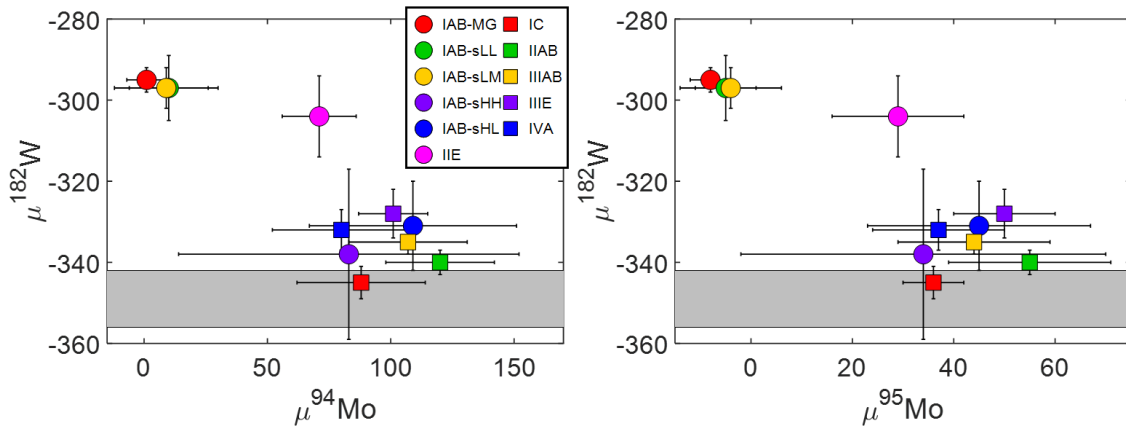 -280
-300
-320
-340
-360
μ182W
0
50
100
150
μ94Mo
IAB-MG
IC
IAB-sLL
IIAB
IAB-sLM
IIIAB
IAB-sHH
IIIE
IAB-sHL
IVA
IIE
-280
-300
-320
-340
-360
μ182W
0
20
40
60
μ95Mo